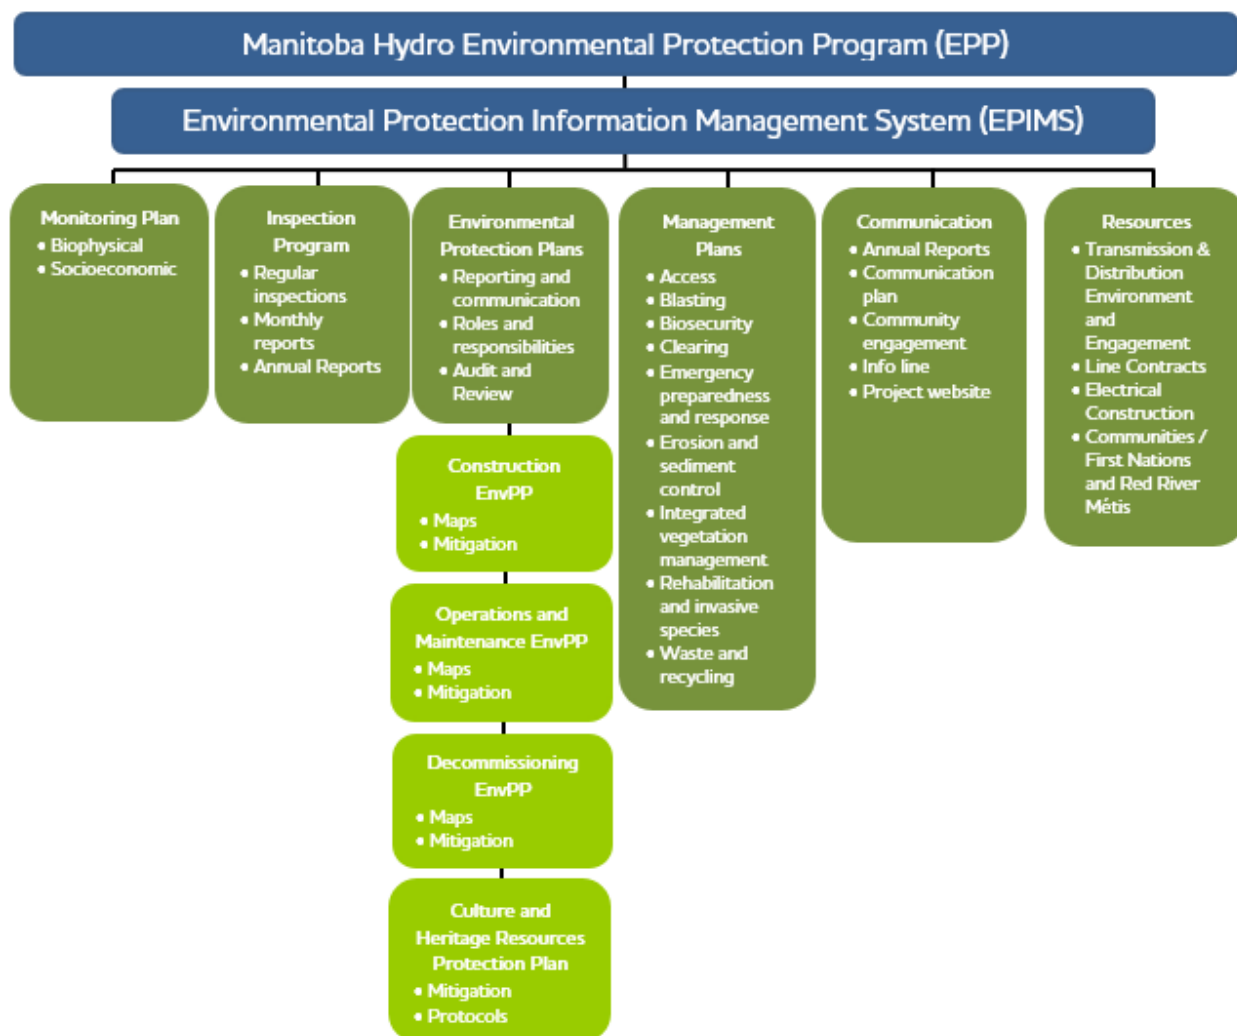 Manitoba Hydro Environmental Protection Program (EPP)
Environmental Protection Information Management System (EPIMS)
Monitoring Plan
• Biophysical
• Socioeconomic
Inspection
Program
• Regular
inspections
• Monthly
reports
• Annual Reports
Environmental
Protection Plans
• Reporting and
communication
• Roles and
responsibilities
• Audit and
Review
Construction
EnvPP
• Maps
• Mitigation
Operations and
Maintenance EnvPP
• Maps
• Mitigation
Decommissioning
EnvPP
• Maps
• Mitigation
Culture and
Heritage Resources
Protection Plan
• Mitigation
• Protocols
Management
Plans
• Access
• Blasting
• Biosecurity
• Clearing
• Emergency
preparedness
and response
• Erosion and
sediment
control
• Integrated
vegetation
management
• Rehabilitation
and invasive
species
• Waste and
recycling
Communication
• Annual Reports
• Communication
plan
• Community
engagement
• Info line
• Project website
Resources
• Transmission &
Distribution
Environment
and
Engagement
• Line Contracts
• Electrical
Construction
• Communities /
First Nations
and Red River
Métis